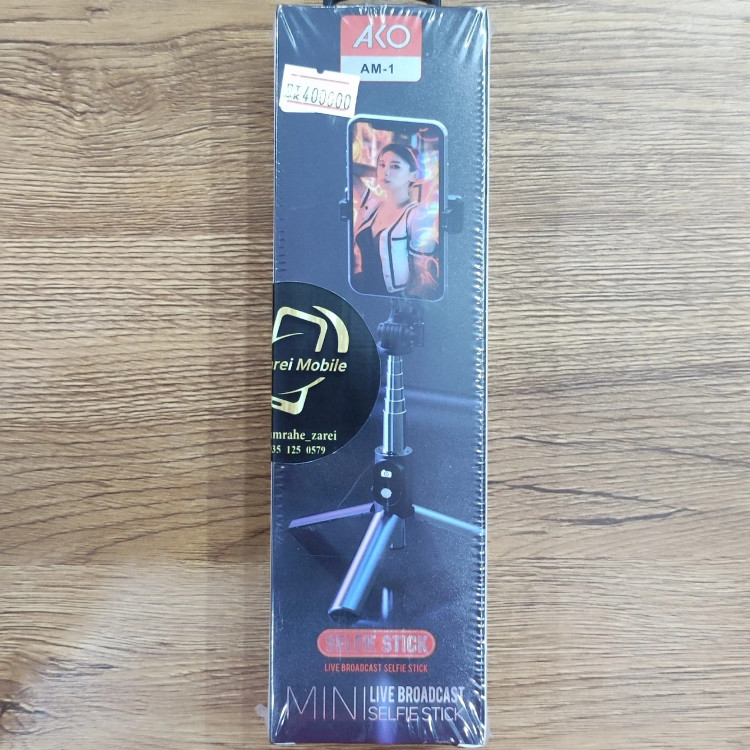 AKO
AM-1
400000
rei Mobile
mrahe_zarei
35 125 0579
SELFIE STICK
LIVE BROADCAST SELFIE STICK
MINI LIVE BROADCAST
SELFIE STICK